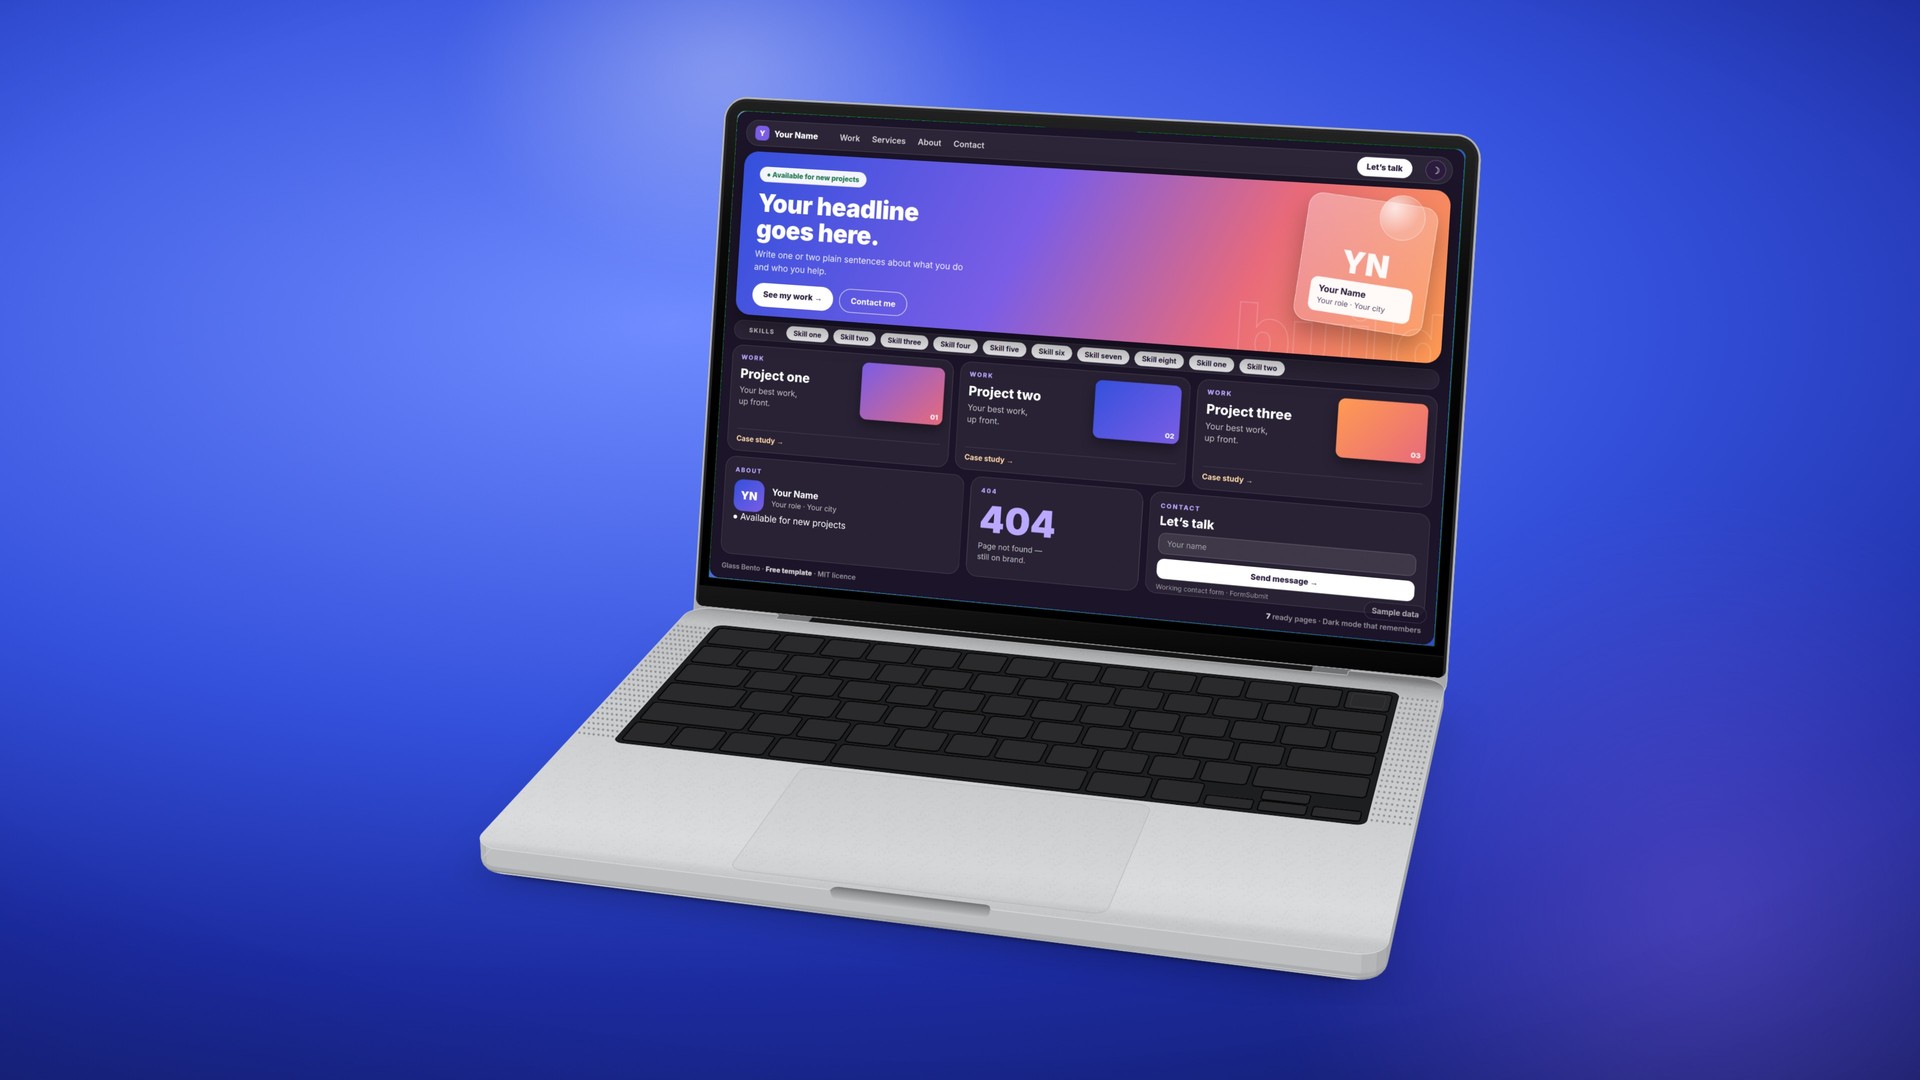 Y Your Name Work Services About Contact Let's talk
• Available for new projects
Your headline
goes here.
Write one or two plain sentences about what you do
and who you help.
See my work → Contact me
YN
Your Name
Your role · Your city
build
SKILLS Skill one Skill two Skill three Skill four Skill five Skill six Skill seven Skill eight Skill one Skill two
WORK
Project one
Your best work,
up front.
01
Case study →
WORK
Project two
Your best work,
up front.
02
Case study →
WORK
Project three
Your best work,
up front.
03
Case study →
ABOUT
YN
Your Name
Your role · Your city
• Available for new projects
404
404
Page not found —
still on brand.
CONTACT
Let's talk
Your name
Send message →
Working contact form · FormSubmit
Sample data
Glass Bento · Free template · MIT licence
7 ready pages · Dark mode that remembers